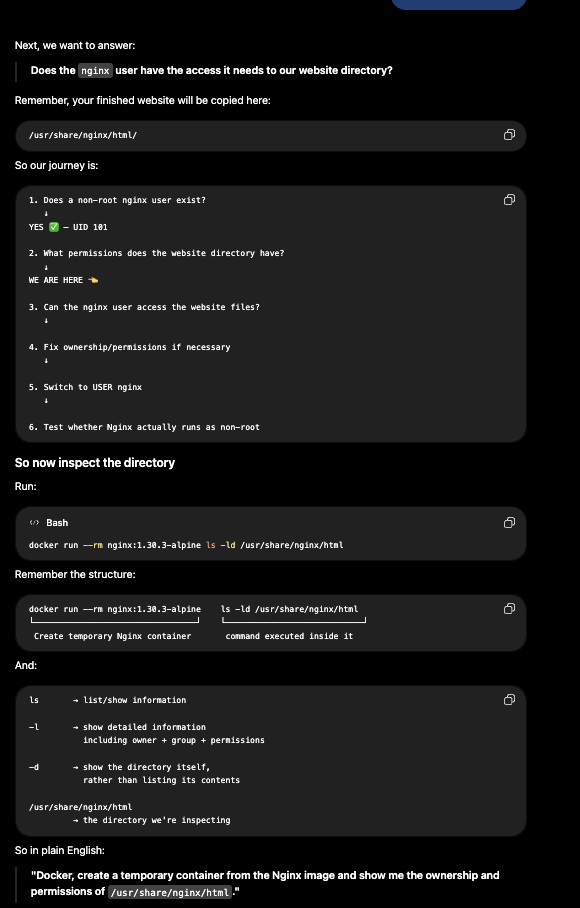 Next, we want to answer:
Does the nginx user have the access it needs to our website directory?
Remember, your finished website will be copied here:
/usr/share/nginx/html/
So our journey is:
1. Does a non-root nginx user exist?
↓
YES ✅ — UID 101
2. What permissions does the website directory have?
↓
WE ARE HERE 👈
3. Can the nginx user access the website files?
↓
4. Fix ownership/permissions if necessary
↓
5. Switch to USER nginx
↓
6. Test whether Nginx actually runs as non-root
So now inspect the directory
Run:
</> Bash
docker run --rm nginx:1.30.3-alpine ls -ld /usr/share/nginx/html
Remember the structure:
docker run --rm nginx:1.30.3-alpine    ls -ld /usr/share/nginx/html
Create temporary Nginx container    command executed inside it
And:
ls → list/show information
-l → show detailed information
including owner + group + permissions
-d → show the directory itself,
rather than listing its contents
/usr/share/nginx/html
→ the directory we're inspecting
So in plain English:
"Docker, create a temporary container from the Nginx image and show me the ownership and
permissions of /usr/share/nginx/html."